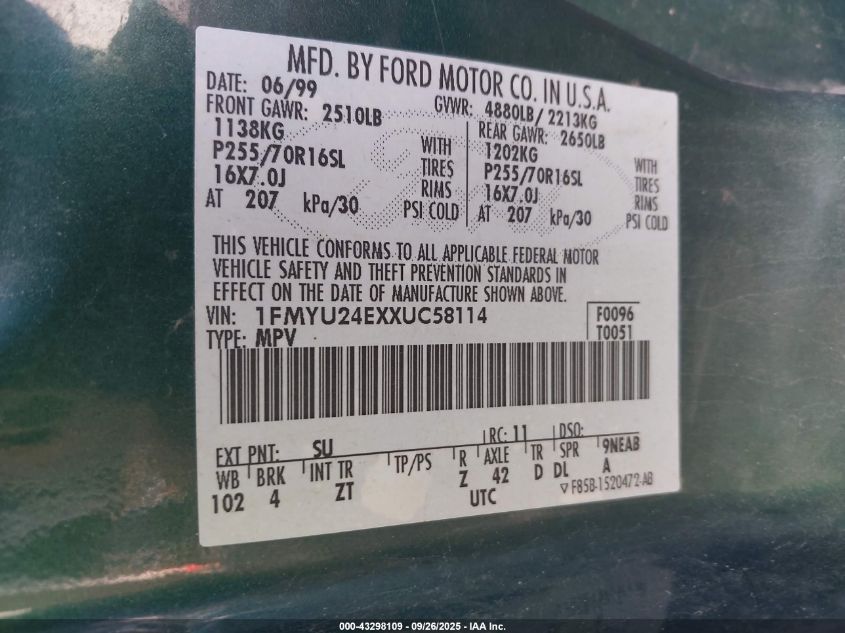 MFD. BY FORD MOTOR CO. IN U.S.A.
DATE: 06/99 GVWR: 4880LB/ 2213KG
FRONT GAWR: 2510LB REAR GAWR: 2650LB
1138KG WITH 1202KG WITH
P255/70R16SL TIRES P255/70R16SL TIRES
16X7.0J RIMS 16X7.0J RIMS
AT 207 kPa/30 PSI COLD AT 207 kPa/30 PSI COLD
THIS VEHICLE CONFORMS TO ALL APPLICABLE FEDERAL MOTOR
VEHICLE SAFETY AND THEFT PREVENTION STANDARDS IN
EFFECT ON THE DATE OF MANUFACTURE SHOWN ABOVE.
VIN: 1FMYU24EXXUC58114 F0096
TYPE: MPV T0051
EXT PNT: SU RC: 11 DSO:
WB BRK INT TR TP/PS R AXLE TR SPR 9NEAB
102 4 ZT Z 42 D DL A
UTC ▽ F85B-1520472-AB
000-43298109 - 09/26/2025 - IAA Inc.